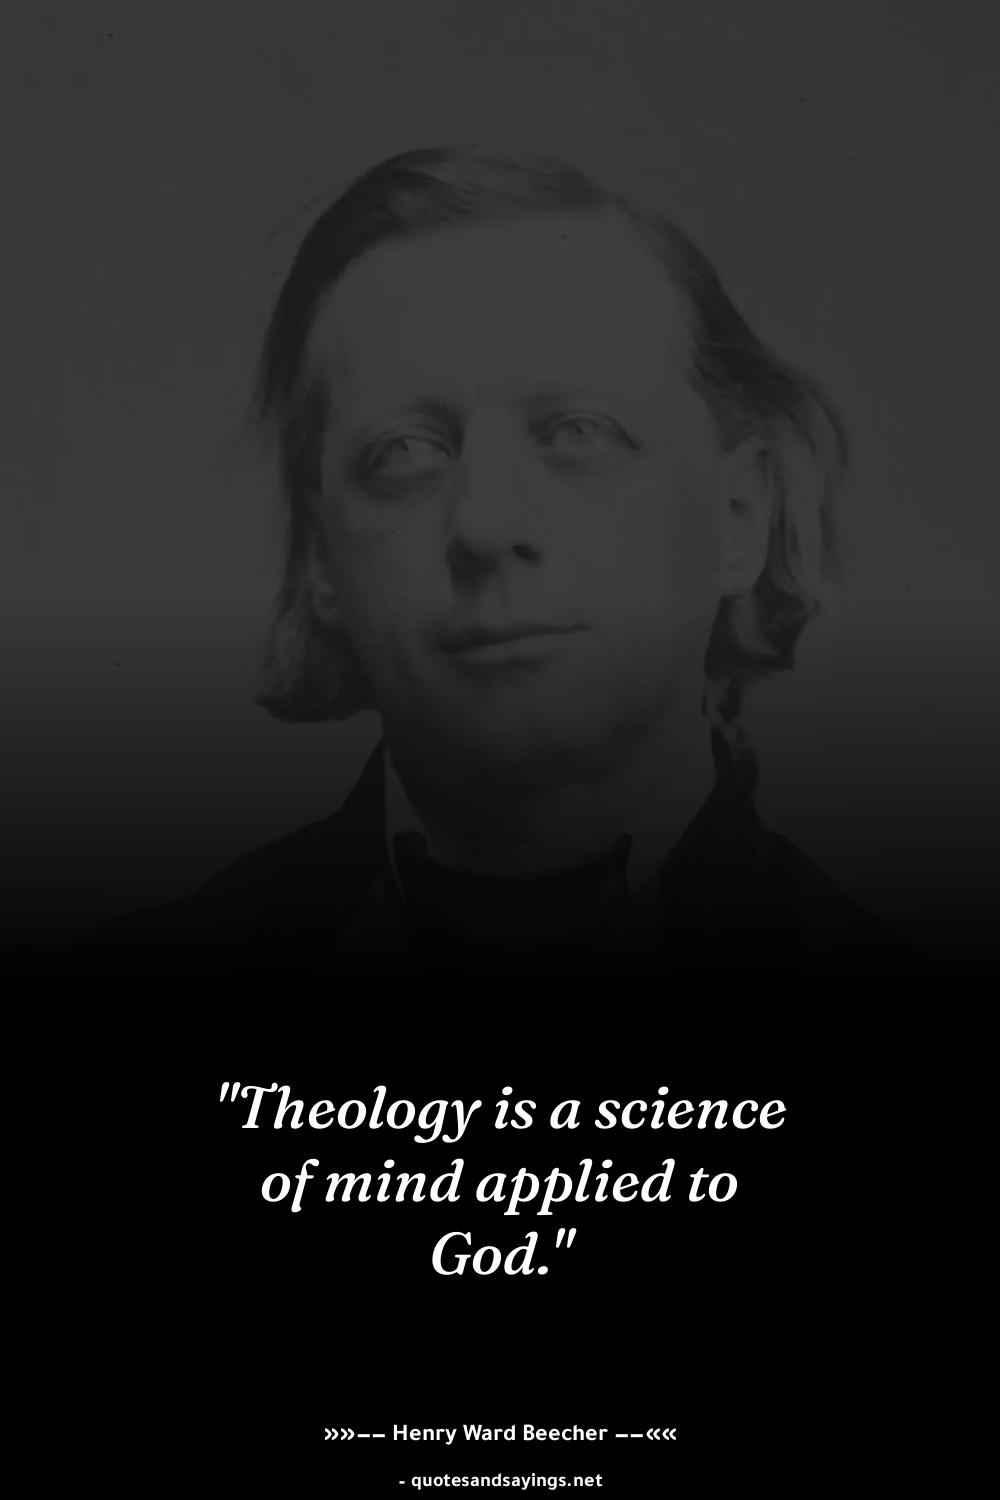 "Theology is a science
of mind applied to
God."
»»−− Henry Ward Beecher −−««
- quotesandsayings.net